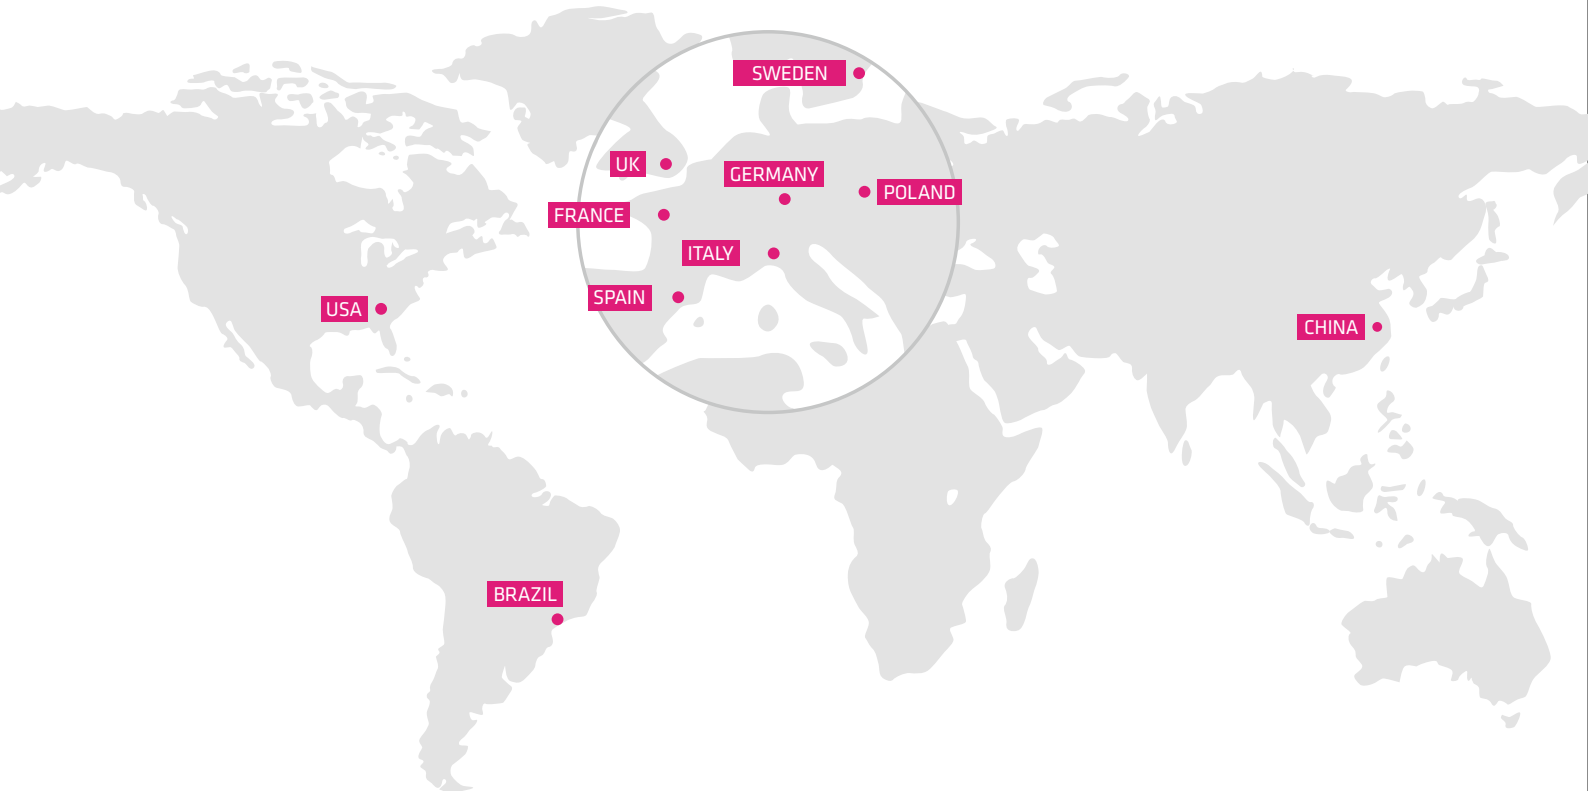 SWEDEN
UK
GERMANY
POLAND
FRANCE
ITALY
SPAIN
USA
CHINA
BRAZIL